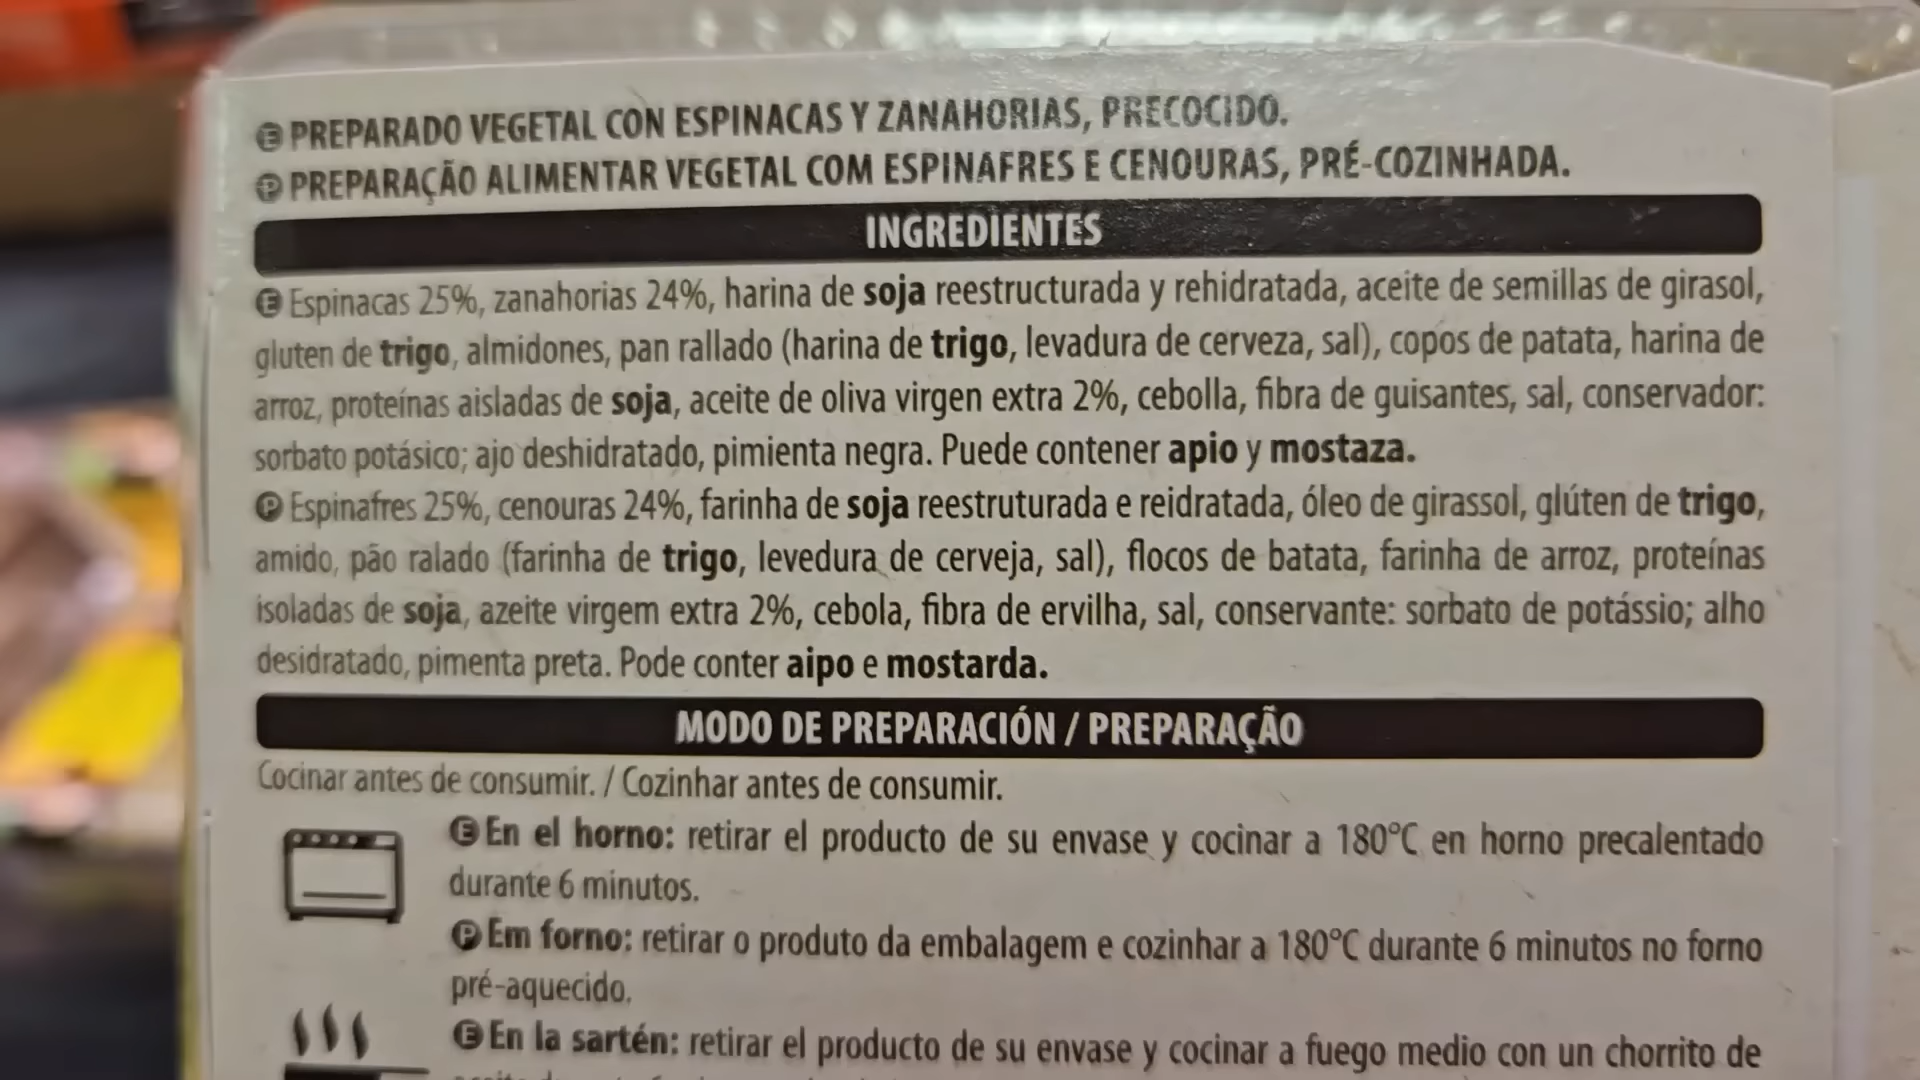 Ⓔ PREPARADO VEGETAL CON ESPINACAS Y ZANAHORIAS, PRECOCIDO.
Ⓟ PREPARAÇÃO ALIMENTAR VEGETAL COM ESPINAFRES E CENOURAS, PRÉ-COZINHADA.
INGREDIENTES
Ⓔ Espinacas 25%, zanahorias 24%, harina de soja reestructurada y rehidratada, aceite de semillas de girasol,
gluten de trigo, almidones, pan rallado (harina de trigo, levadura de cerveza, sal), copos de patata, harina de
arroz, proteínas aisladas de soja, aceite de oliva virgen extra 2%, cebolla, fibra de guisantes, sal, conservador:
sorbato potásico; ajo deshidratado, pimienta negra. Puede contener apio y mostaza.
Ⓟ Espinafres 25%, cenouras 24%, farinha de soja reestruturada e reidratada, óleo de girassol, glúten de trigo,
amido, pão ralado (farinha de trigo, levedura de cerveja, sal), flocos de batata, farinha de arroz, proteínas
isoladas de soja, azeite virgem extra 2%, cebola, fibra de ervilha, sal, conservante: sorbato de potássio; alho
desidratado, pimenta preta. Pode conter aipo e mostarda.
MODO DE PREPARACIÓN / PREPARAÇÃO
Cocinar antes de consumir. / Cozinhar antes de consumir.
Ⓔ En el horno: retirar el producto de su envase y cocinar a 180°C en horno precalentado
durante 6 minutos.
Ⓟ Em forno: retirar o produto da embalagem e cozinhar a 180°C durante 6 minutos no forno
pré-aquecido.
Ⓔ En la sartén: retirar el producto de su envase y cocinar a fuego medio con un chorrito de